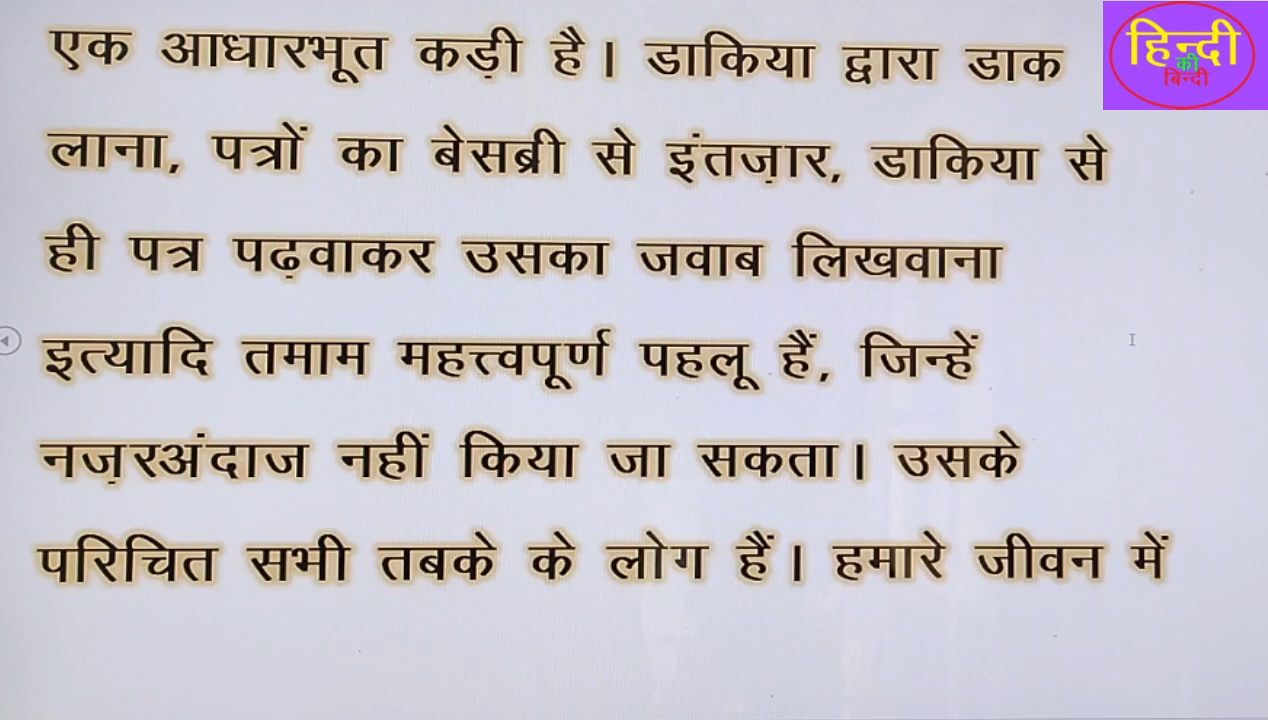 एक आधारभूत कड़ी है। डाकिया द्वारा डाक
लाना, पत्रों का बेसब्री से इंतज़ार, डाकिया से
ही पत्र पढ़वाकर उसका जवाब लिखवाना
इत्यादि तमाम महत्त्वपूर्ण पहलू हैं, जिन्हें
नज़रअंदाज नहीं किया जा सकता। उसके
परिचित सभी तबके के लोग हैं। हमारे जीवन में
हिन्दी
की
बिन्दी